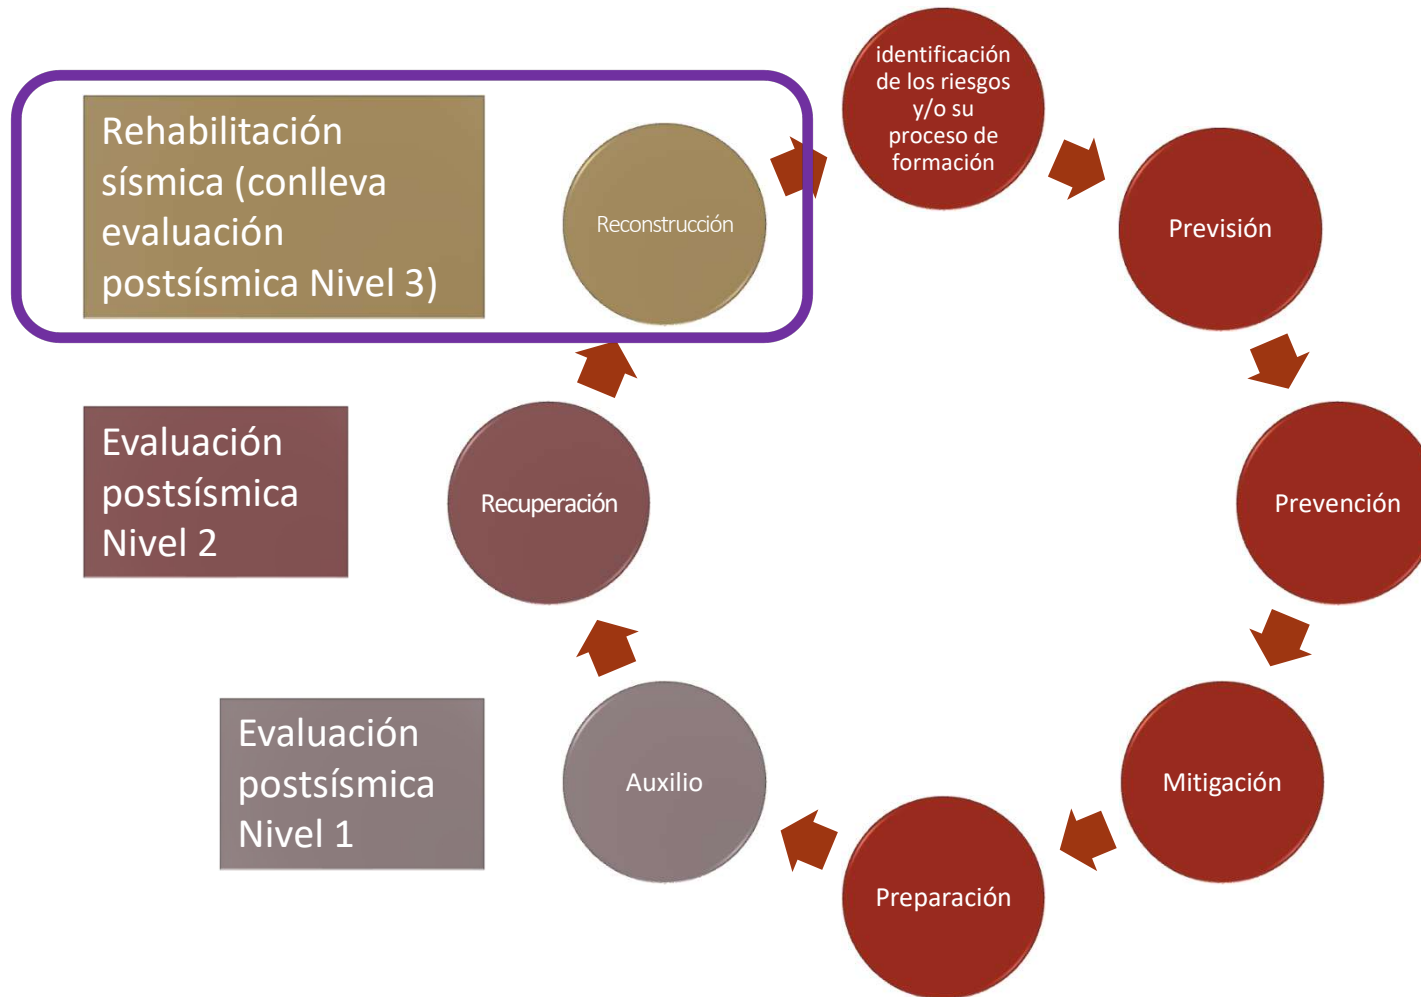 identificación
de los riesgos
y/o su
proceso de
formación
Previsión
Prevención
Mitigación
Preparación
Auxilio
Recuperación
Reconstrucción
Rehabilitación
sísmica (conlleva
evaluación
postsísmica Nivel 3)
Evaluación
postsísmica
Nivel 2
Evaluación
postsísmica
Nivel 1